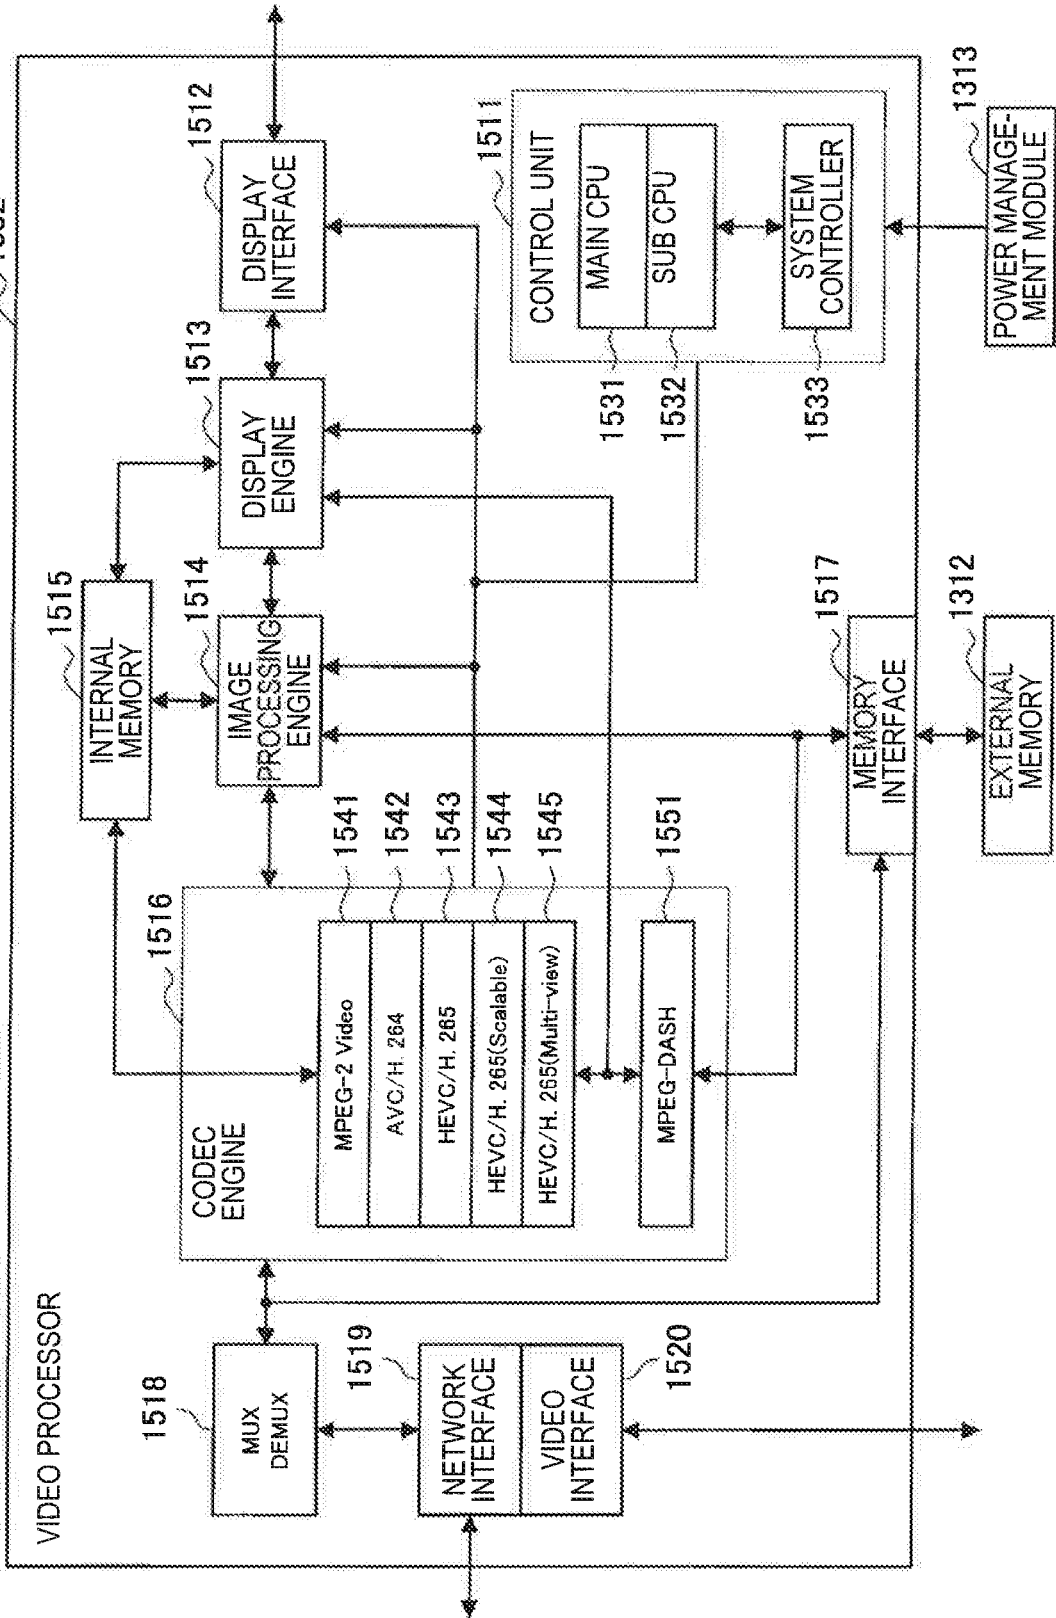 VIDEO PROCESSOR
1518
MUX
DEMUX
1519
NETWORK
INTERFACE
VIDEO
INTERFACE
1520
1516
CODEC
ENGINE
MPEG-2 Video
AVC/H. 264
HEVC/H. 265
HEVC/H. 265(Scalable)
HEVC/H. 265(Multi-view)
MPEG-DASH
1541
1542
1543
1544
1545
1551
1515
INTERNAL
MEMORY
1514
IMAGE
PROCESSING
ENGINE
1513
DISPLAY
ENGINE
1512
DISPLAY
INTERFACE
1511
CONTROL UNIT
MAIN CPU
SUB CPU
SYSTEM
CONTROLLER
1531
1532
1533
1517
MEMORY
INTERFACE
1312
EXTERNAL
MEMORY
1313
POWER MANAGE-
MENT MODULE